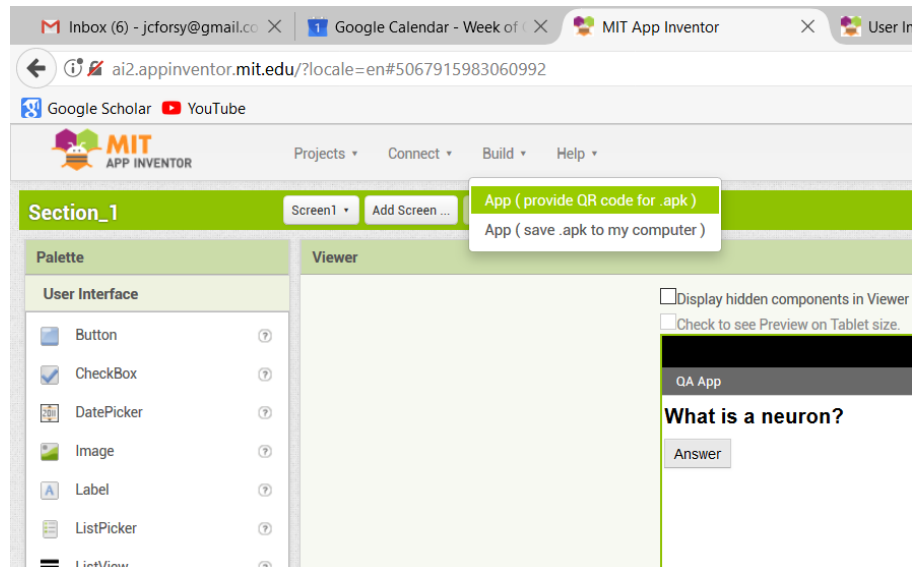 Inbox (6) - jcforsy@gmail.co
Google Calendar - Week of
MIT App Inventor
User In
ai2.appinventor.mit.edu/?locale=en#5067915983060992
Google Scholar
YouTube
MIT
APP INVENTOR
Projects
Connect
Build
Help
App ( provide QR code for .apk )
App ( save .apk to my computer )
Section_1
Screen1
Add Screen ...
Palette
Viewer
User Interface
Button
CheckBox
DatePicker
Image
Label
ListPicker
ListView
Display hidden components in Viewer
Check to see Preview on Tablet size.
QA App
What is a neuron?
Answer